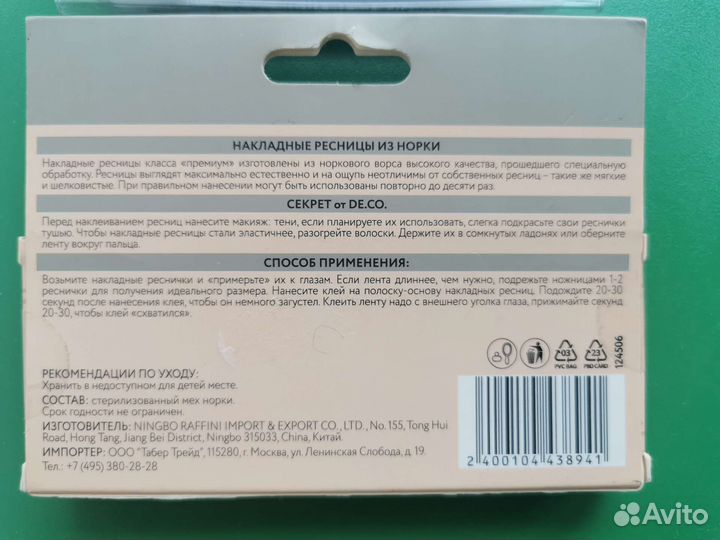 НАКЛАДНЫЕ РЕСНИЦЫ ИЗ НОРКИ
Накладные ресницы класса «премиум» изготовлены из норкового ворса высокого качества, прошедшего специальную
обработку. Ресницы выглядят максимально естественно и на ощупь неотличимы от собственных ресниц – такие же мягкие
и шелковистые. При правильном нанесении могут быть использованы повторно до десяти раз.
СЕКРЕТ от DE.CO.
Перед наклеиванием ресниц нанесите макияж: тени, если планируете их использовать, слегка подкрасьте свои реснички
тушью. Чтобы накладные ресницы стали эластичнее, разогрейте волоски. Держите их в сомкнутых ладонях или оберните
ленту вокруг пальца.
СПОСОБ ПРИМЕНЕНИЯ:
Возьмите накладные реснички и «примерьте» их к глазам. Если лента длиннее, чем нужно, подрежьте ножницами 1-2
реснички для получения идеального размера. Нанесите клей на полоску-основу накладных ресниц. Подождите 20-30
секунд после нанесения клея, чтобы он немного загустел. Клеить ленту надо с внешнего уголка глаза, прижимайте секунд
20-30, чтобы клей «схватился».
03
PVC BAG
23
PBD CARD
124506
РЕКОМЕНДАЦИИ ПО УХОДУ:
Хранить в недоступном для детей месте.
СОСТАВ: стерилизованный мех норки.
Срок годности не ограничен.
ИЗГОТОВИТЕЛЬ: NINGBO RAFFINI IMPORT & EXPORT CO., LTD., No. 155, Tong Hui
Road, Hong Tang, Jiang Bei District, Ningbo 315033, China, Китай.
ИМПОРТЕР: ООО "Табер Трейд", 115280, г. Москва, ул. Ленинская Слобода, д. 19.
Тел.: +7 (495) 380-28-28
2 400104 438941
Avito